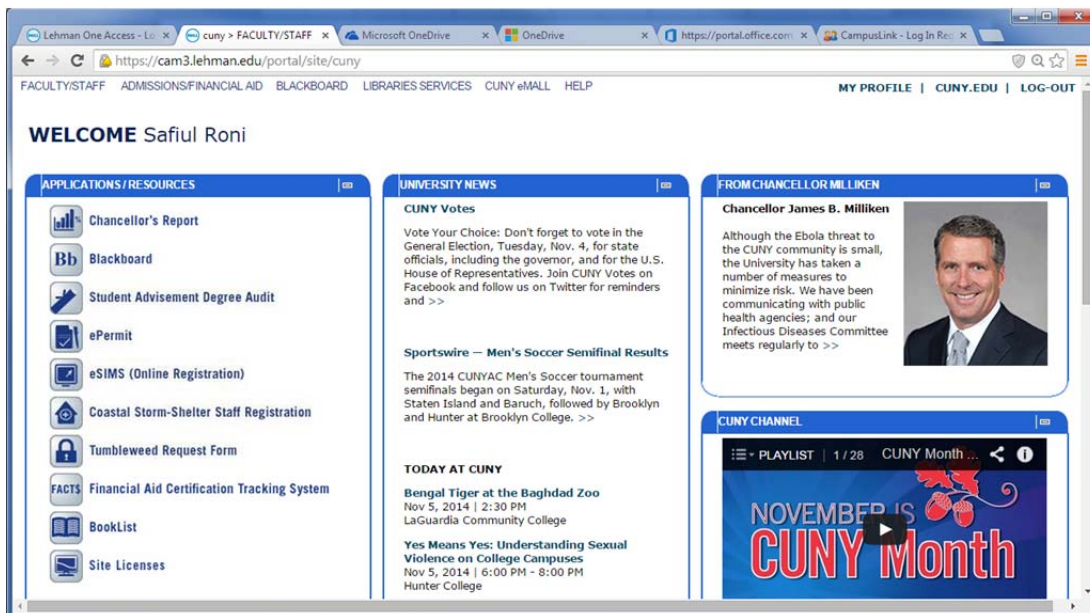 Lehman One Access - Lo
cuny > FACULTY/STAFF
Microsoft OneDrive
OneDrive
https://portal.office.com
CampusLink - Log In Req
https://cam3.lehman.edu/portal/site/cuny
FACULTY/STAFF ADMISSIONS/FINANCIAL AID BLACKBOARD LIBRARIES SERVICES CUNY eMALL HELP
MY PROFILE | CUNY.EDU | LOG-OUT
WELCOME Safiul Roni
APPLICATIONS / RESOURCES
Chancellor's Report
Bb Blackboard
Student Advisement Degree Audit
ePermit
eSIMS (Online Registration)
Coastal Storm-Shelter Staff Registration
Tumbleweed Request Form
FACT$ Financial Aid Certification Tracking System
BookList
Site Licenses
UNIVERSITY NEWS
CUNY Votes
Vote Your Choice: Don't forget to vote in the
General Election, Tuesday, Nov. 4, for state
officials, including the governor, and for the U.S.
House of Representatives. Join CUNY Votes on
Facebook and follow us on Twitter for reminders
and >>
Sportswire — Men's Soccer Semifinal Results
The 2014 CUNYAC Men's Soccer tournament
semifinals began on Saturday, Nov. 1, with
Staten Island and Baruch, followed by Brooklyn
and Hunter at Brooklyn College. >>
TODAY AT CUNY
Bengal Tiger at the Baghdad Zoo
Nov 5, 2014 | 2:30 PM
LaGuardia Community College
Yes Means Yes: Understanding Sexual
Violence on College Campuses
Nov 5, 2014 | 6:00 PM - 8:00 PM
Hunter College
FROM CHANCELLOR MILLIKEN
Chancellor James B. Milliken
Although the Ebola threat to
the CUNY community is small,
the University has taken a
number of measures to
minimize risk. We have been
communicating with public
health agencies; and our
Infectious Diseases Committee
meets regularly to >>
CUNY CHANNEL
PLAYLIST | 1 / 28 CUNY Month ...
NOVEMBER IS
CUNY Month